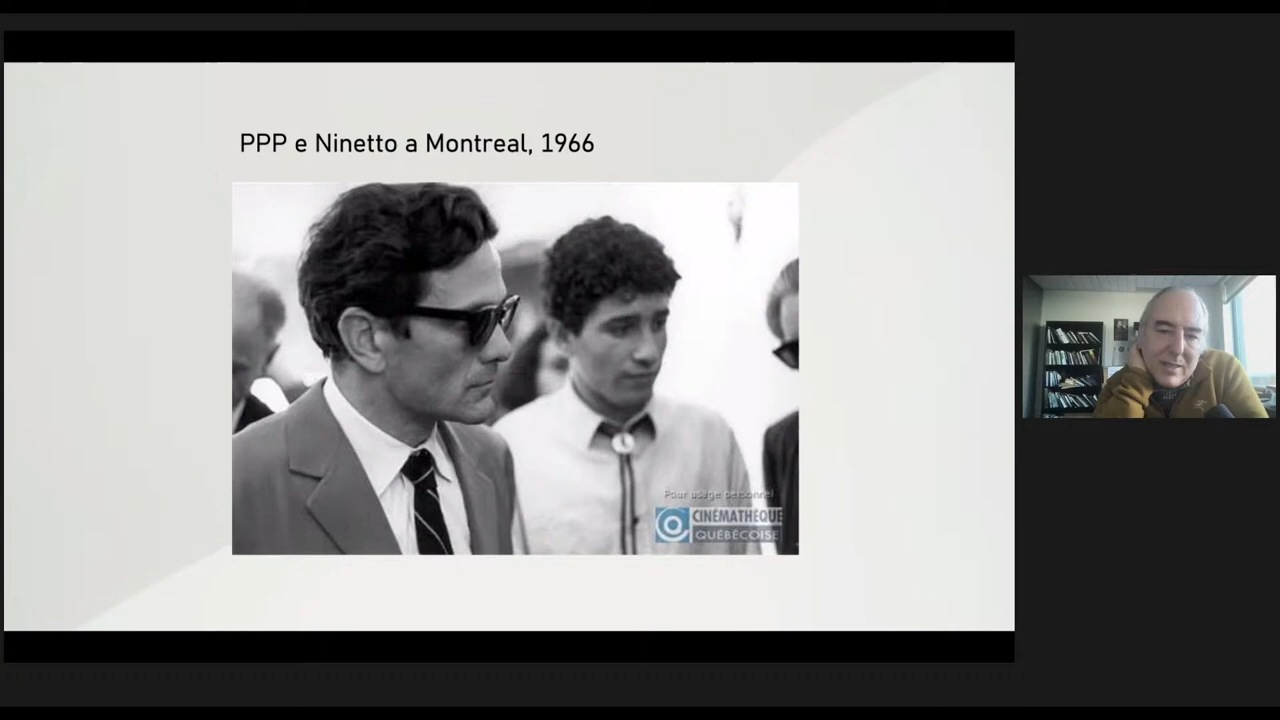 PPP e Ninetto a Montreal, 1966
Pour usage personnel
CINÉMATHÈQUE
QUÉBÉCOISE